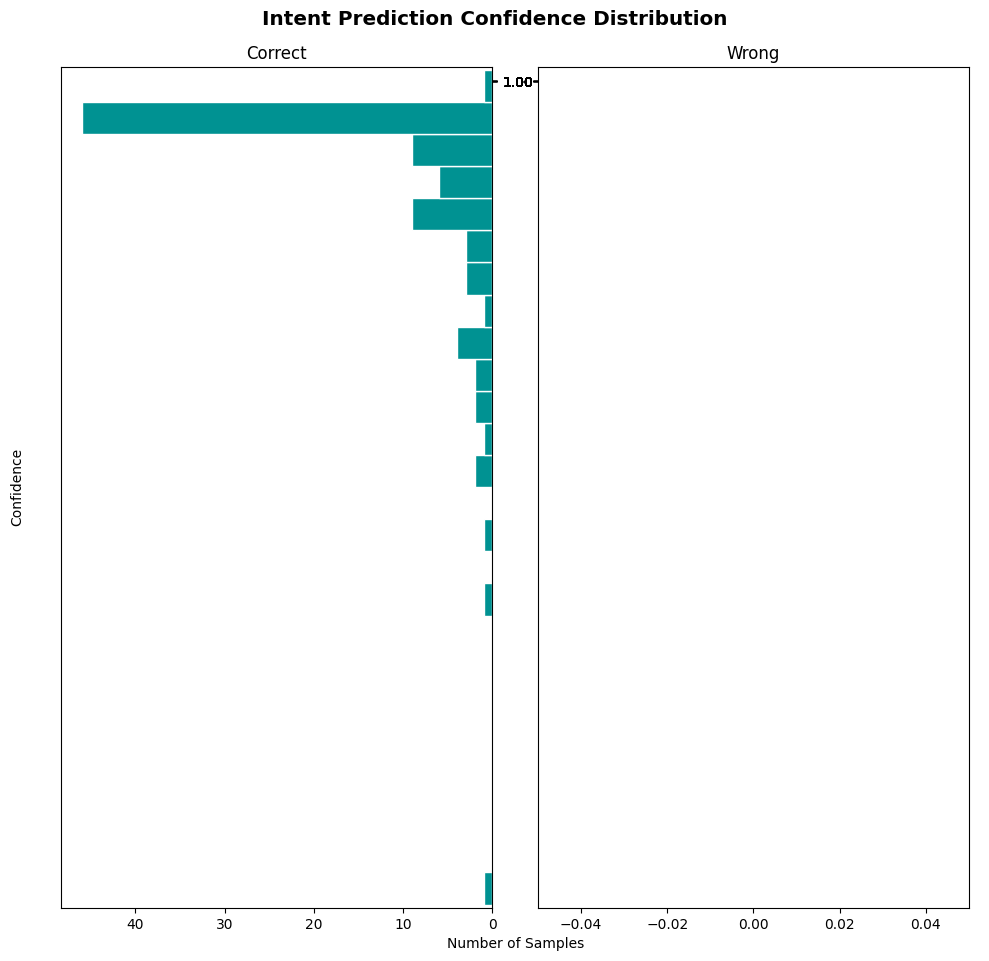 Intent Prediction Confidence Distribution
Correct
Wrong
1.00
Confidence
40 30 20 10 0
−0.04 −0.02 0.00 0.02 0.04
Number of Samples